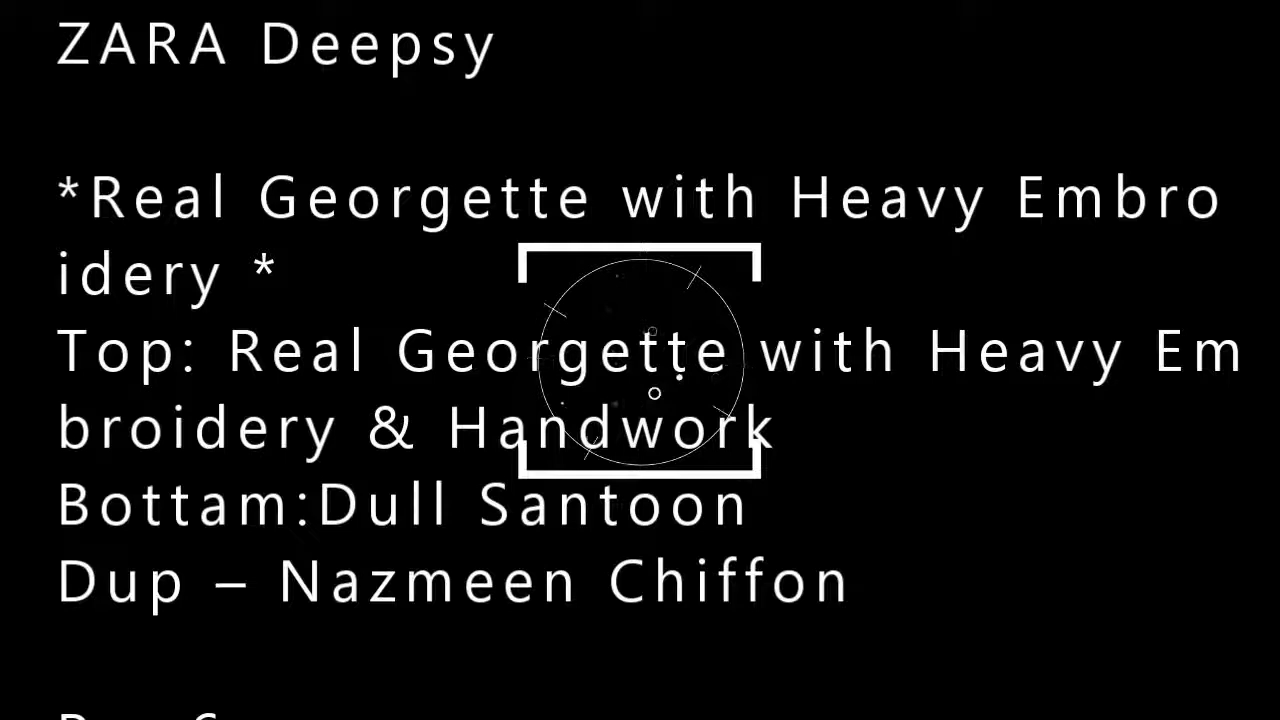 ZARA Deepsy
*Real Georgette with Heavy Embro
idery *
Top: Real Georgette with Heavy Em
broidery & Handwork
Bottam:Dull Santoon
Dup – Nazmeen Chiffon